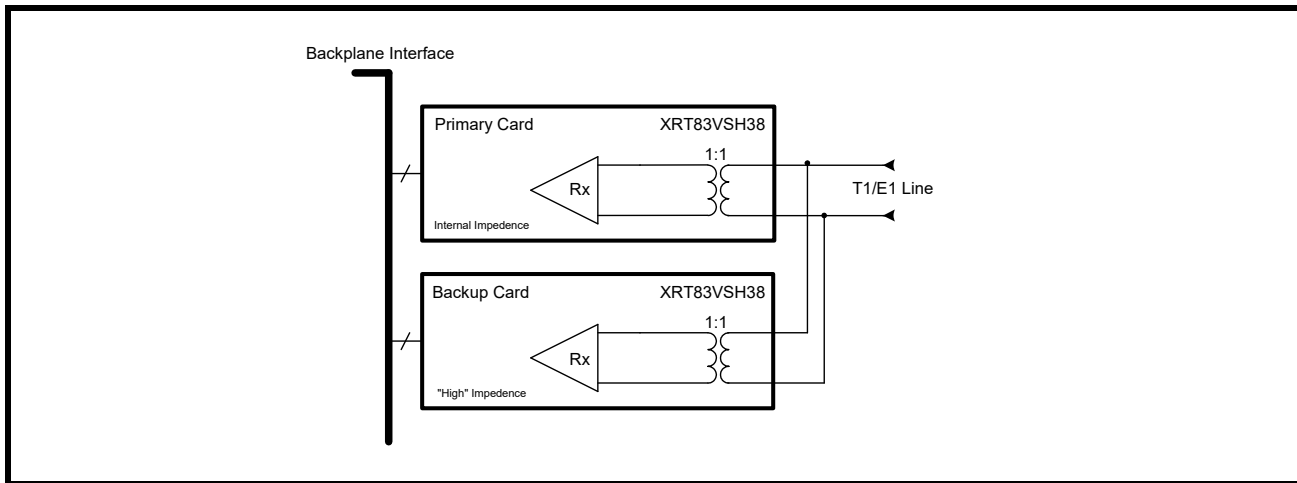 Backplane Interface
Primary Card XRT83VSH38
1:1
Rx
T1/E1 Line
Internal Impedence
Backup Card XRT83VSH38
1:1
Rx
"High" Impedence